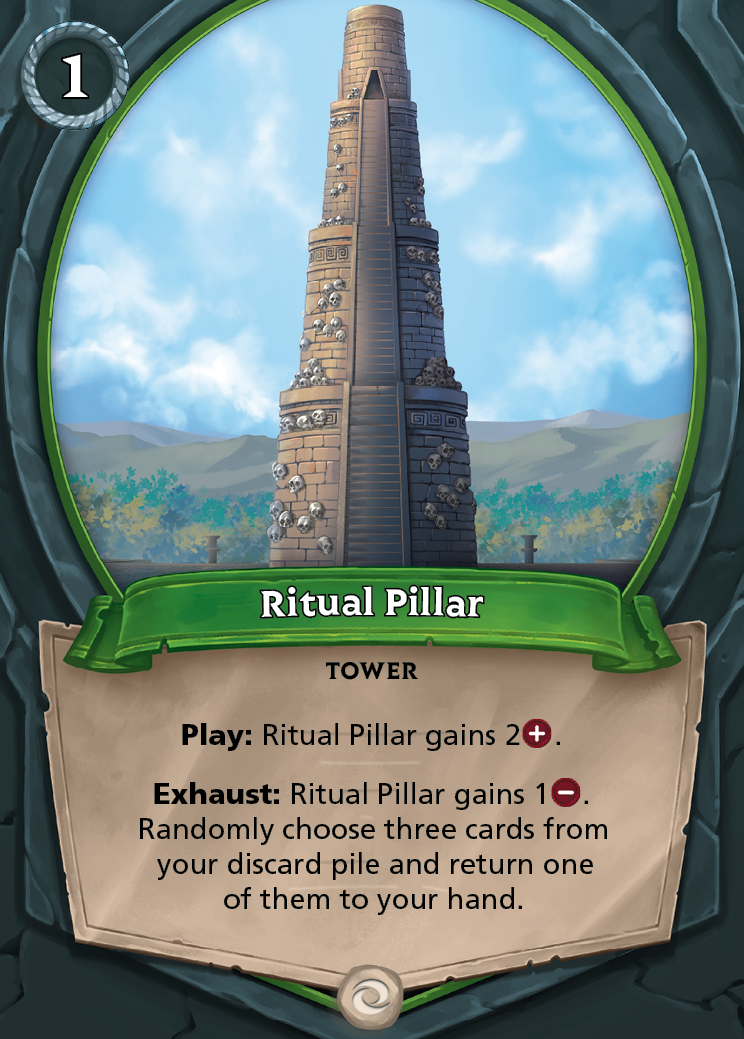 1
Ritual Pillar
TOWER
Play: Ritual Pillar gains 2+.
Exhaust: Ritual Pillar gains 1−.
Randomly choose three cards from
your discard pile and return one
of them to your hand.